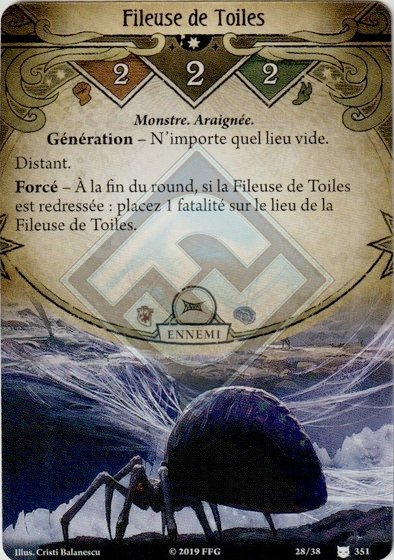 Fileuse de Toiles
2 2 2
Monstre. Araignée.
Génération – N'importe quel lieu vide.
Distant.
Forcé – À la fin du round, si la Fileuse de Toiles
est redressée : placez 1 fatalité sur le lieu de la
Fileuse de Toiles.
ENNEMI
Illus. Cristi Balanescu
© 2019 FFG
28/38
351